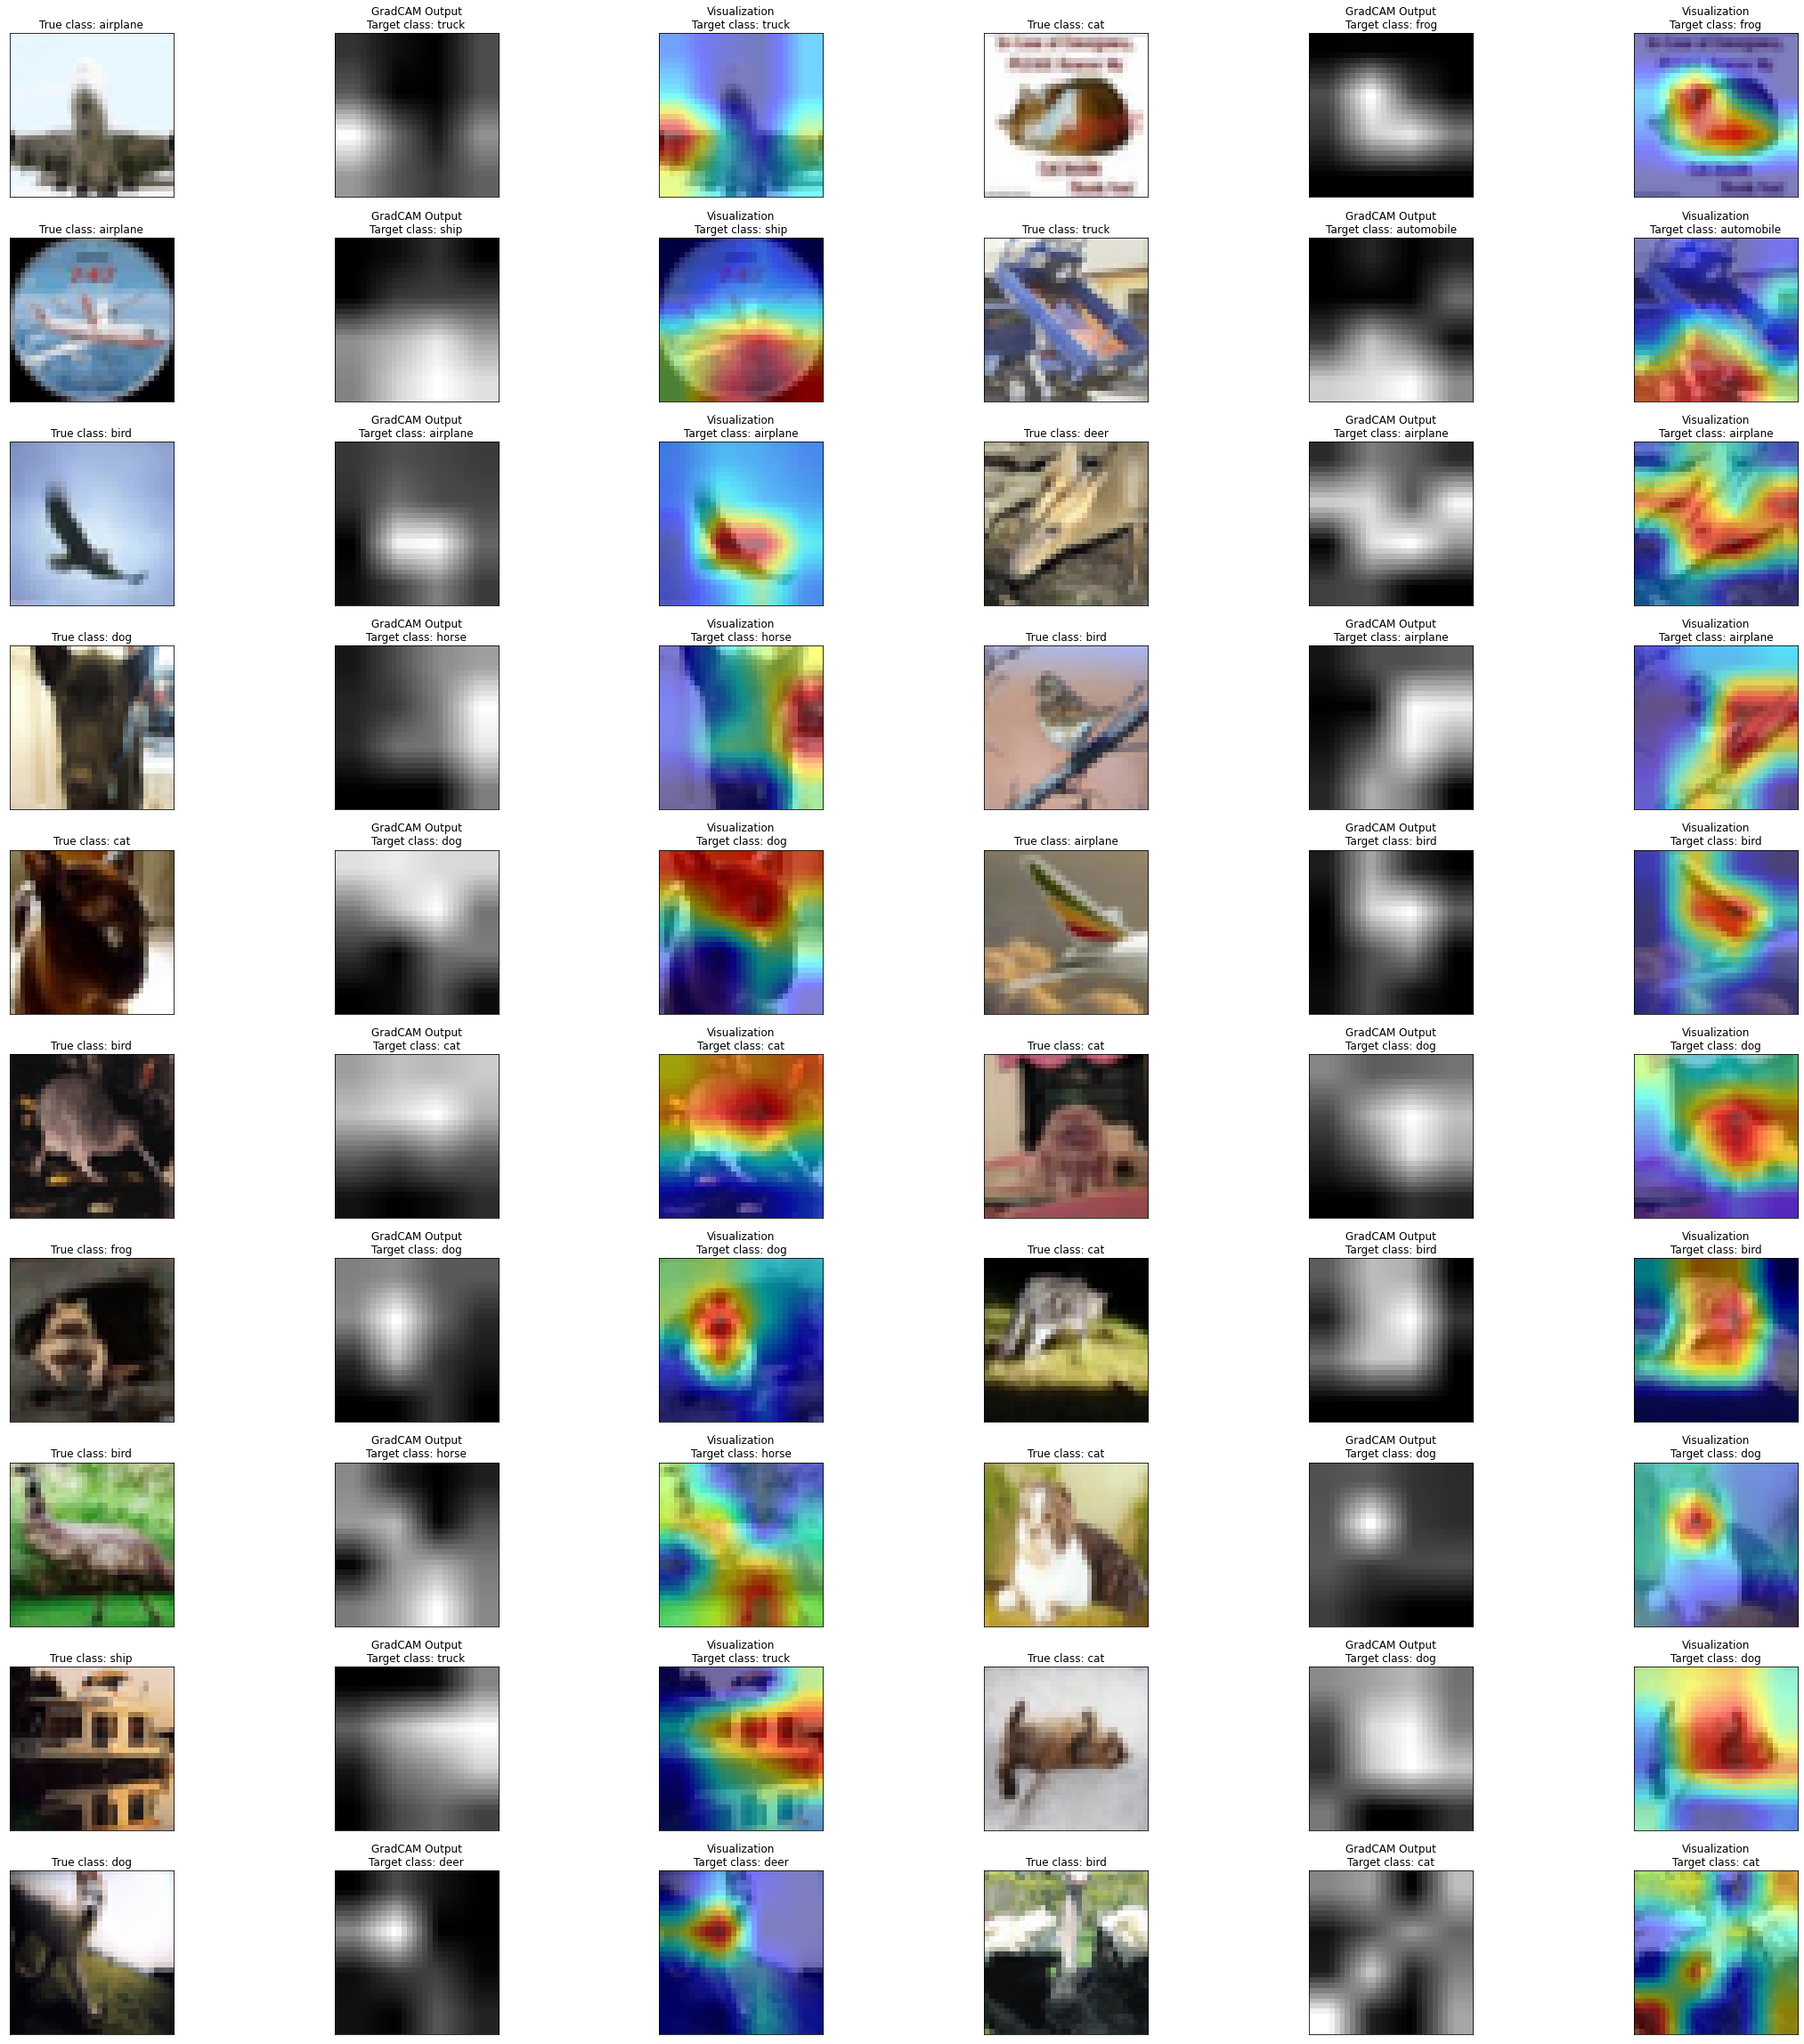 True class: airplane
GradCAM Output
Target class: truck
Visualization
Target class: truck
True class: cat
GradCAM Output
Target class: frog
Visualization
Target class: frog
True class: airplane
GradCAM Output
Target class: ship
Visualization
Target class: ship
True class: truck
GradCAM Output
Target class: automobile
Visualization
Target class: automobile
True class: bird
GradCAM Output
Target class: airplane
Visualization
Target class: airplane
True class: deer
GradCAM Output
Target class: airplane
Visualization
Target class: airplane
True class: dog
GradCAM Output
Target class: horse
Visualization
Target class: horse
True class: bird
GradCAM Output
Target class: airplane
Visualization
Target class: airplane
True class: cat
GradCAM Output
Target class: dog
Visualization
Target class: dog
True class: airplane
GradCAM Output
Target class: bird
Visualization
Target class: bird
True class: bird
GradCAM Output
Target class: cat
Visualization
Target class: cat
True class: cat
GradCAM Output
Target class: dog
Visualization
Target class: dog
True class: frog
GradCAM Output
Target class: dog
Visualization
Target class: dog
True class: cat
GradCAM Output
Target class: bird
Visualization
Target class: bird
True class: bird
GradCAM Output
Target class: horse
Visualization
Target class: horse
True class: cat
GradCAM Output
Target class: dog
Visualization
Target class: dog
True class: ship
GradCAM Output
Target class: truck
Visualization
Target class: truck
True class: cat
GradCAM Output
Target class: dog
Visualization
Target class: dog
True class: dog
GradCAM Output
Target class: deer
Visualization
Target class: deer
True class: bird
GradCAM Output
Target class: cat
Visualization
Target class: cat